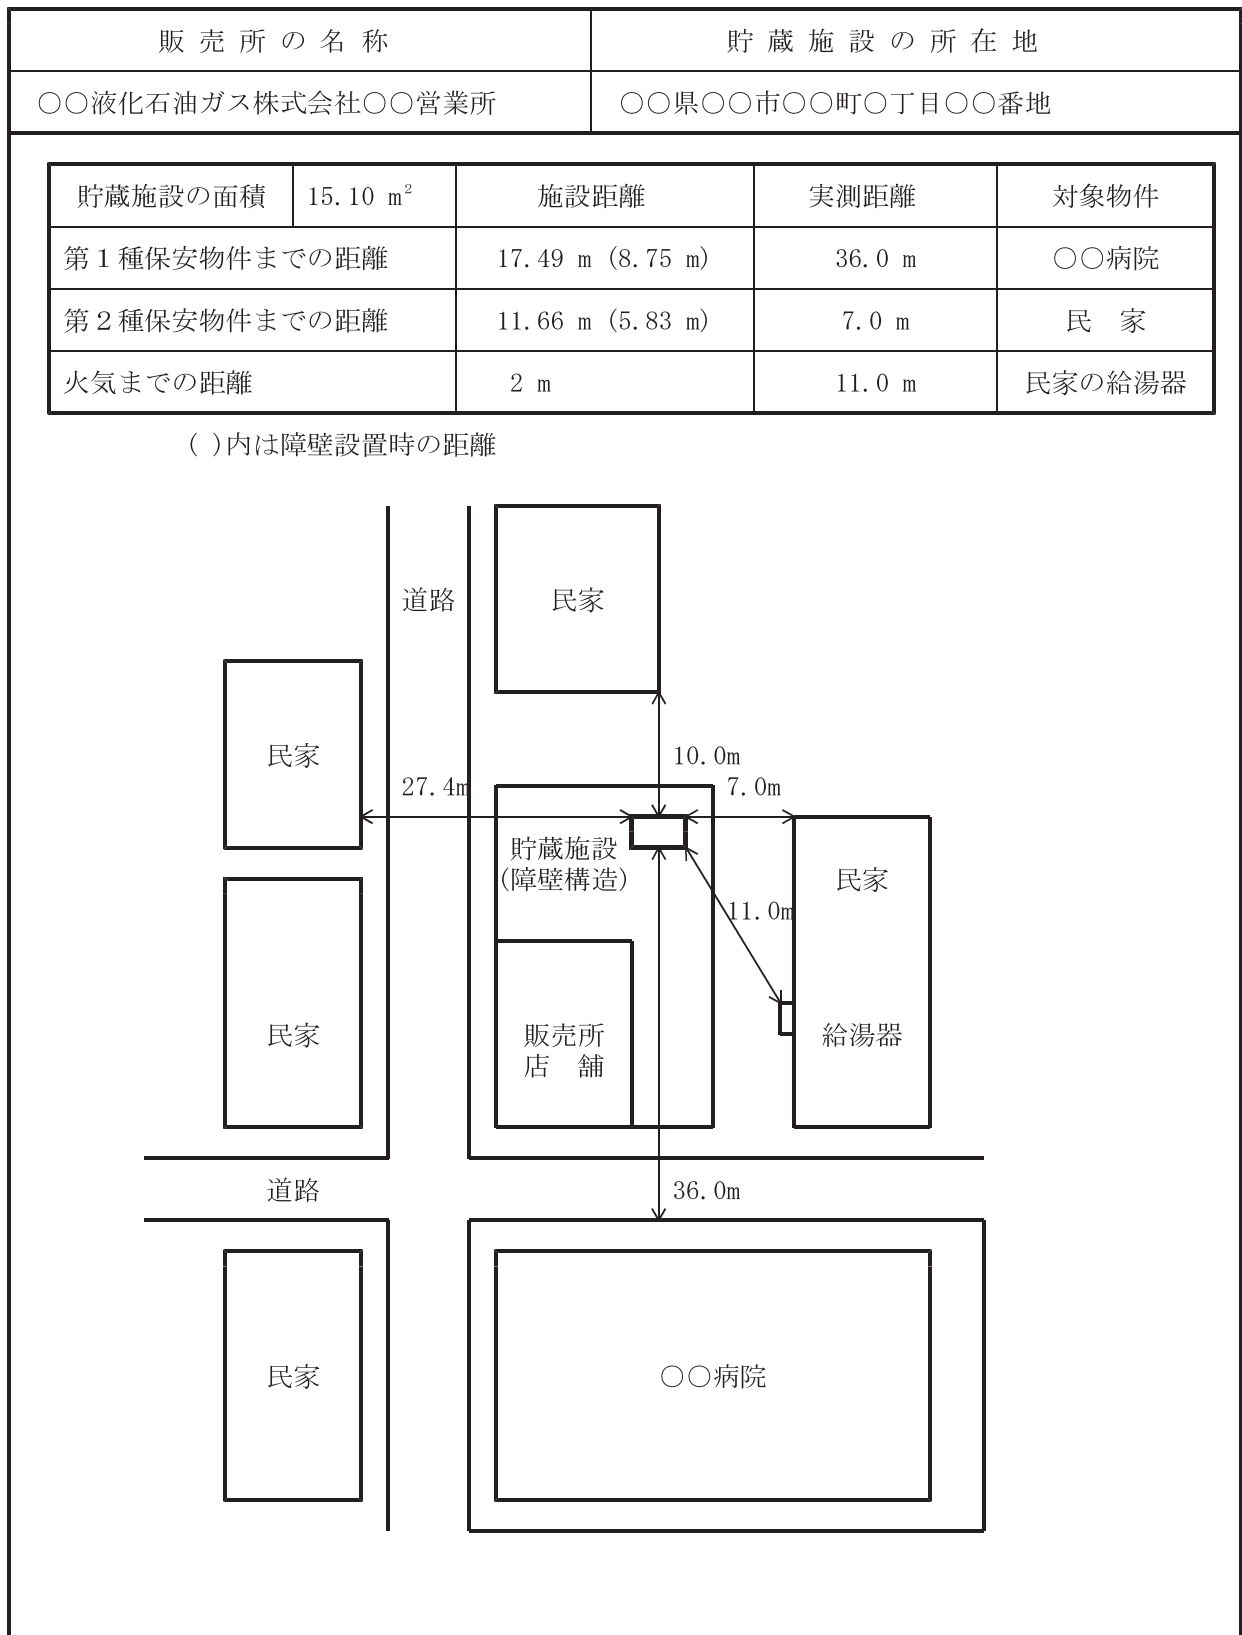 販売所の名称 貯蔵施設の所在地
○○液化石油ガス株式会社○○営業所 ○○県○○市○○町○丁目○○番地
貯蔵施設の面積 15.10 m² 施設距離 実測距離 対象物件
第1種保安物件までの距離 17.49 m (8.75 m) 36.0 m ○○病院
第2種保安物件までの距離 11.66 m (5.83 m) 7.0 m 民 家
火気までの距離 2 m 11.0 m 民家の給湯器
( )内は障壁設置時の距離
道路 民家
民家
10.0m
27.4m 7.0m
貯蔵施設
(障壁構造)
民家
11.0m
民家
販売所
店 舗
給湯器
道路 36.0m
民家 ○○病院